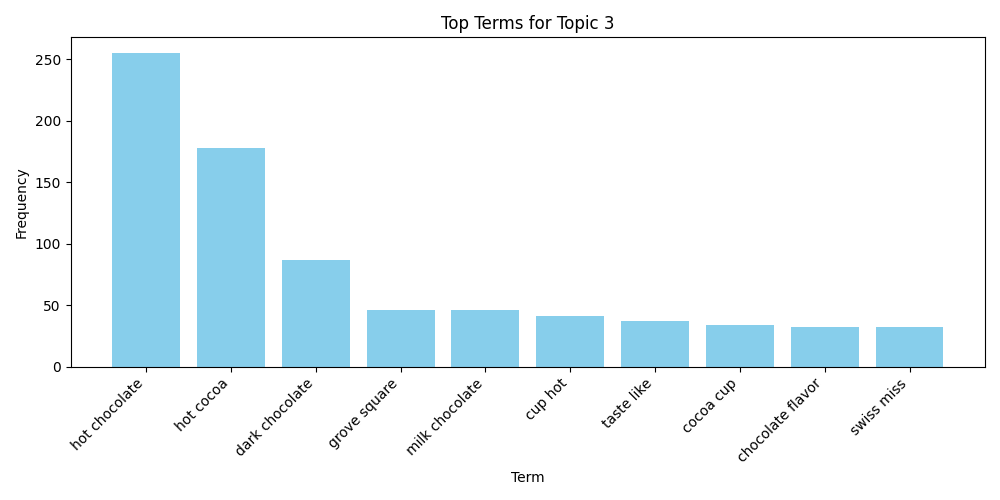 Top Terms for Topic 3
Frequency
250
200
150
100
50
0
hot chocolate
hot cocoa
dark chocolate
grove square
milk chocolate
cup hot
taste like
cocoa cup
chocolate flavor
swiss miss
Term